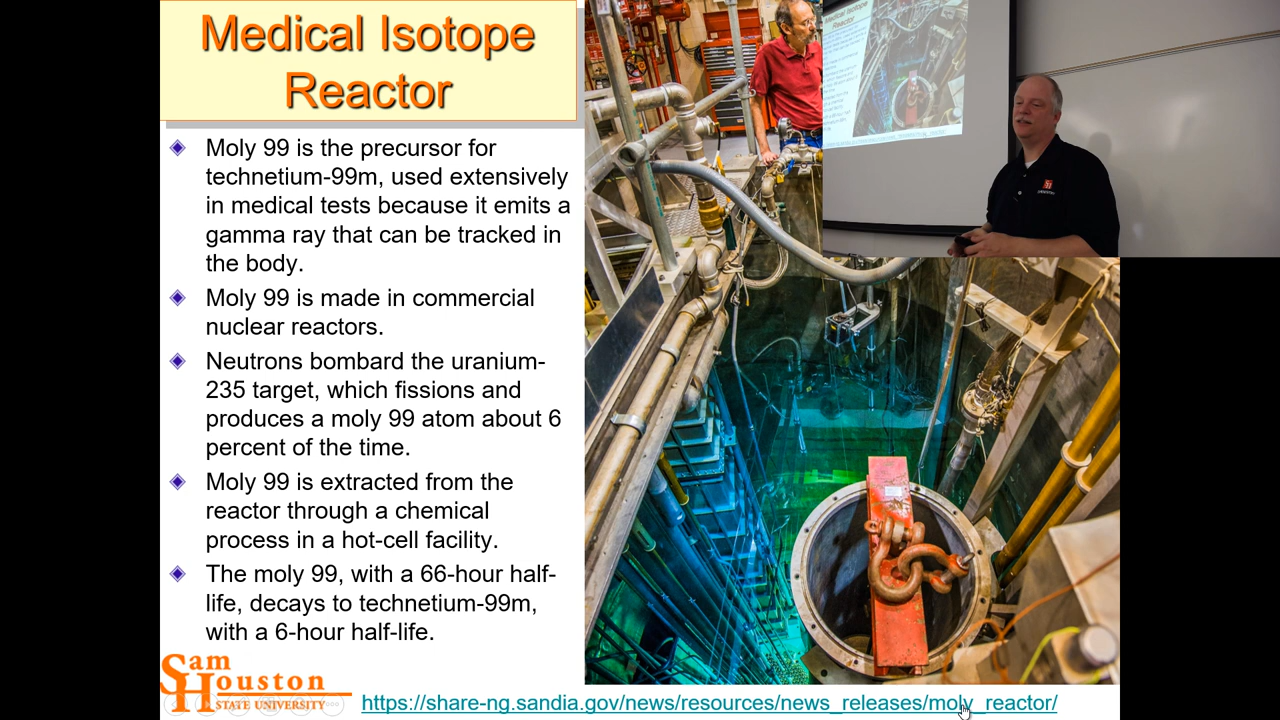 Medical Isotope
Reactor
Moly 99 is the precursor for
technetium-99m, used extensively
in medical tests because it emits a
gamma ray that can be tracked in
the body.
Moly 99 is made in commercial
nuclear reactors.
Neutrons bombard the uranium-
235 target, which fissions and
produces a moly 99 atom about 6
percent of the time.
Moly 99 is extracted from the
reactor through a chemical
process in a hot-cell facility.
The moly 99, with a 66-hour half-
life, decays to technetium-99m,
with a 6-hour half-life.
Sam
Houston
STATE UNIVERSITY
https://share-ng.sandia.gov/news/resources/news_releases/moly_reactor/
Medical Isotope
Reactor